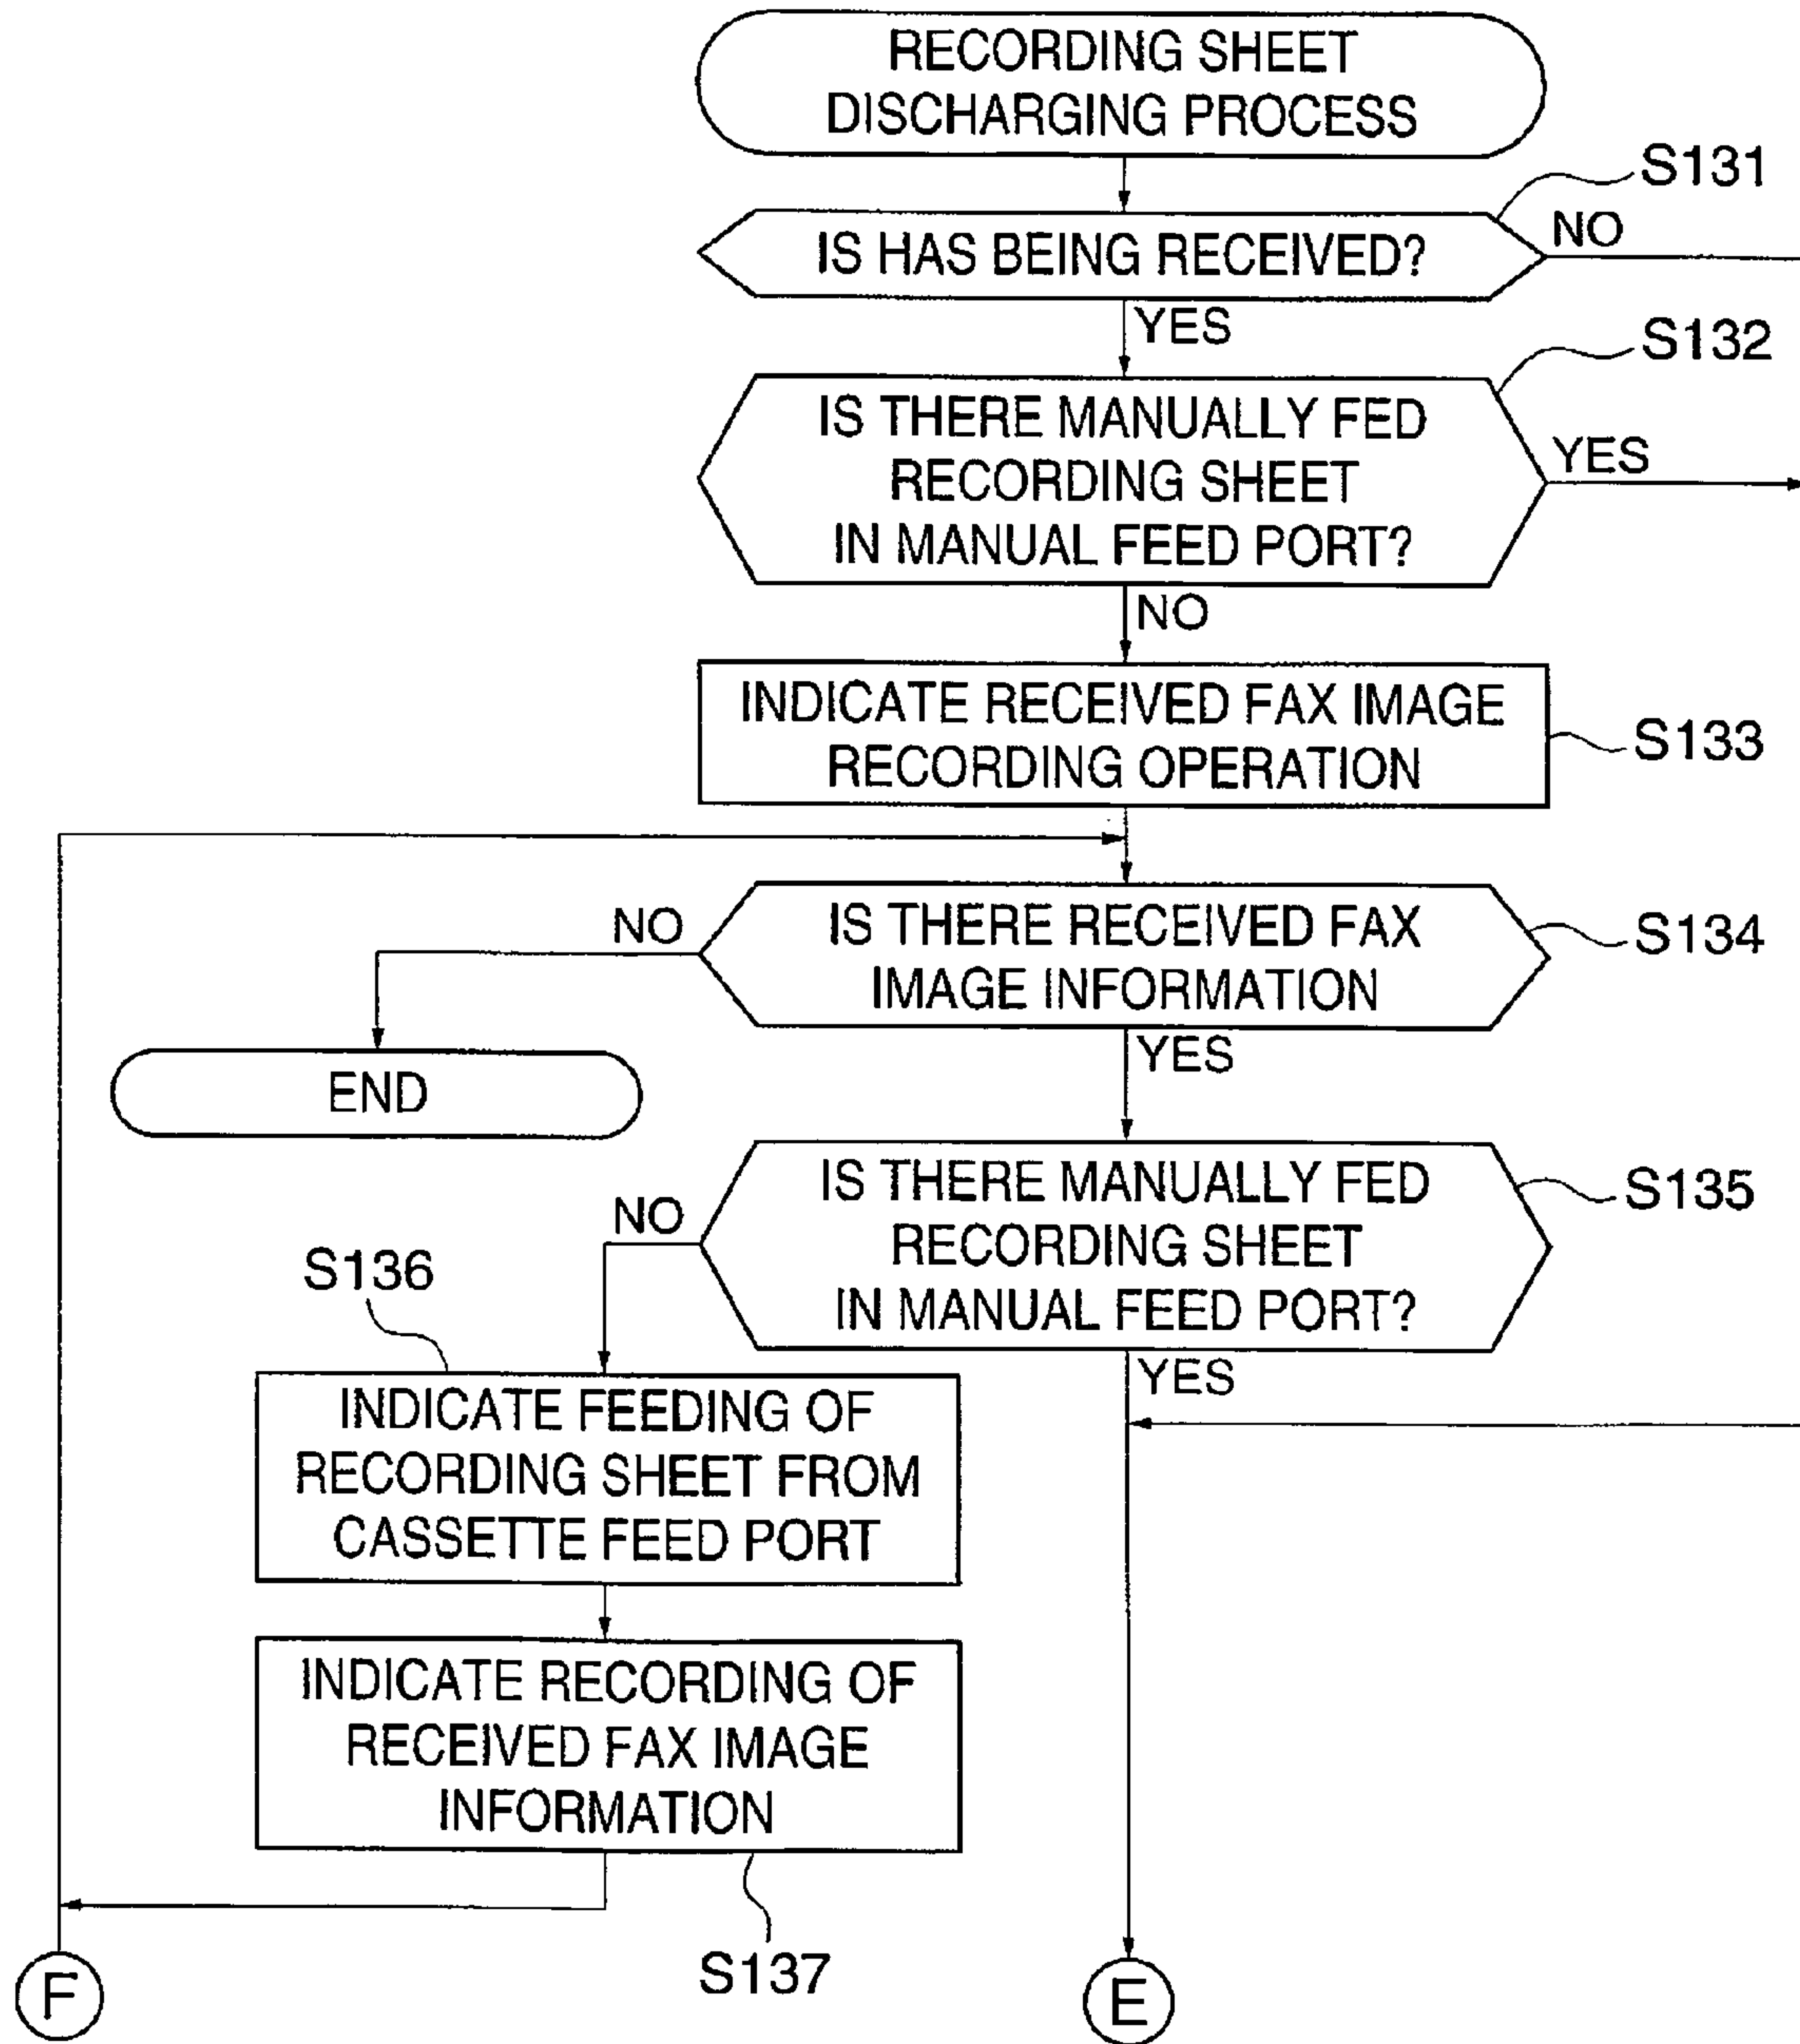 RECORDING SHEET
DISCHARGING PROCESS
S131
IS HAS BEING RECEIVED?
NO
YES
S132
IS THERE MANUALLY FED
RECORDING SHEET
IN MANUAL FEED PORT?
YES
NO
INDICATE RECEIVED FAX IMAGE
RECORDING OPERATION
S133
NO
IS THERE RECEIVED FAX
IMAGE INFORMATION
S134
END
YES
IS THERE MANUALLY FED
RECORDING SHEET
IN MANUAL FEED PORT?
S135
NO
YES
S136
INDICATE FEEDING OF
RECORDING SHEET FROM
CASSETTE FEED PORT
INDICATE RECORDING OF
RECEIVED FAX IMAGE
INFORMATION
S137
F
E